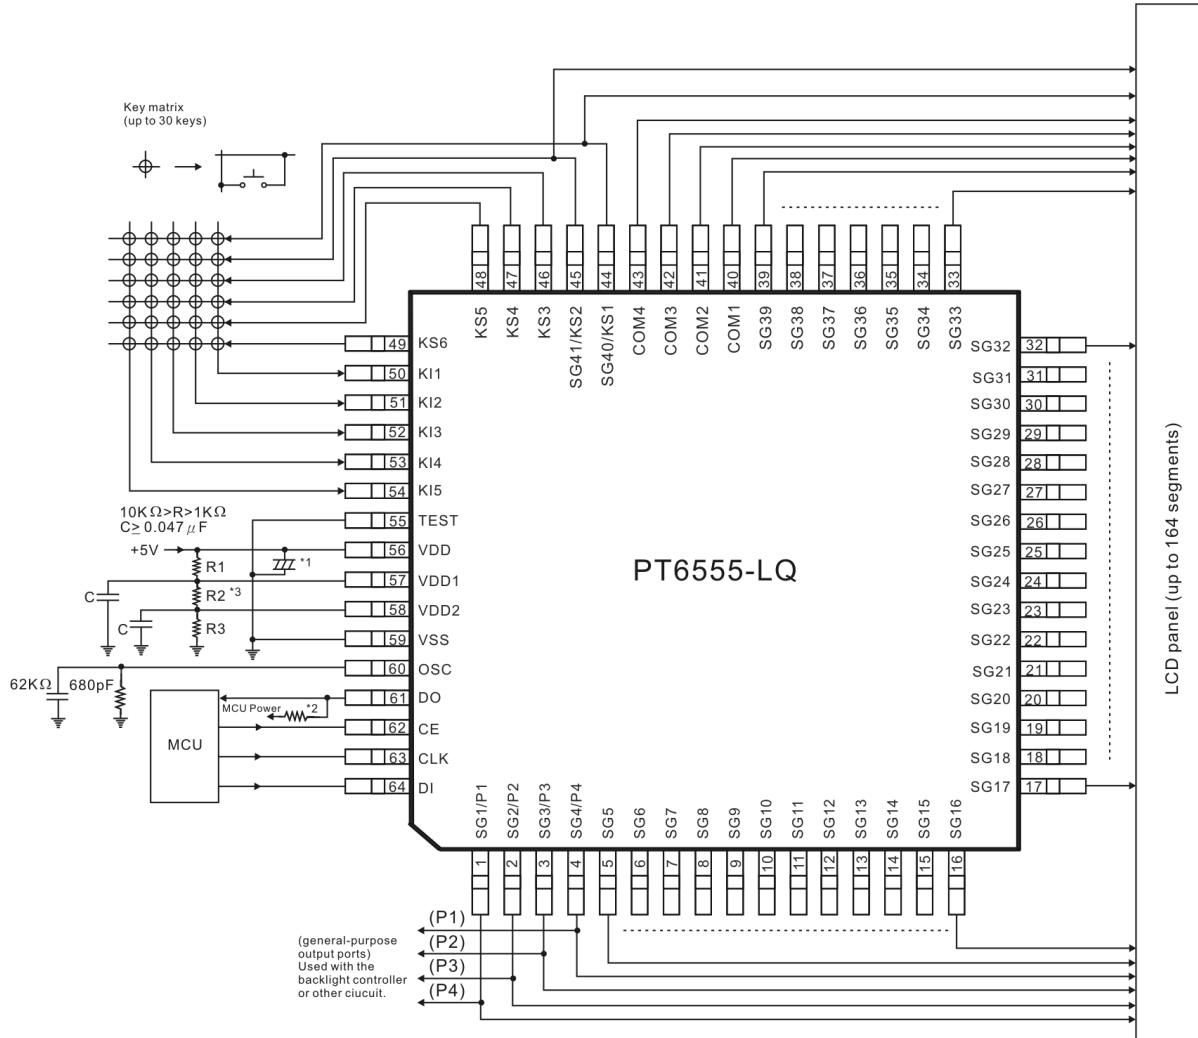 Key matrix
(up to 30 keys)
48 47 46 45 44 43 42 41 40 39 38 37 36 35 34 33
KS5 KS4 KS3 SG41/KS2 SG40/KS1 COM4 COM3 COM2 COM1 SG39 SG38 SG37 SG36 SG35 SG34 SG33
49 KS6
50 KI1
51 KI2
52 KI3
53 KI4
54 KI5
55 TEST
56 VDD
57 VDD1
58 VDD2
59 VSS
60 OSC
61 DO
62 CE
63 CLK
64 DI
10KΩ>R>1KΩ
C≥0.047μF
+5V
R1
*1
R2 *3
R3
C
C
62KΩ
680pF
MCU Power
*2
MCU
PT6555-LQ
SG32 32
SG31 31
SG30 30
SG29 29
SG28 28
SG27 27
SG26 26
SG25 25
SG24 24
SG23 23
SG22 22
SG21 21
SG20 20
SG19 19
SG18 18
SG17 17
LCD panel (up to 164 segments)
SG1/P1 SG2/P2 SG3/P3 SG4/P4 SG5 SG6 SG7 SG8 SG9 SG10 SG11 SG12 SG13 SG14 SG15 SG16
1 2 3 4 5 6 7 8 9 10 11 12 13 14 15 16
(P1)
(P2)
(P3)
(P4)
(general-purpose
output ports)
Used with the
backlight controller
or other ciucuit.